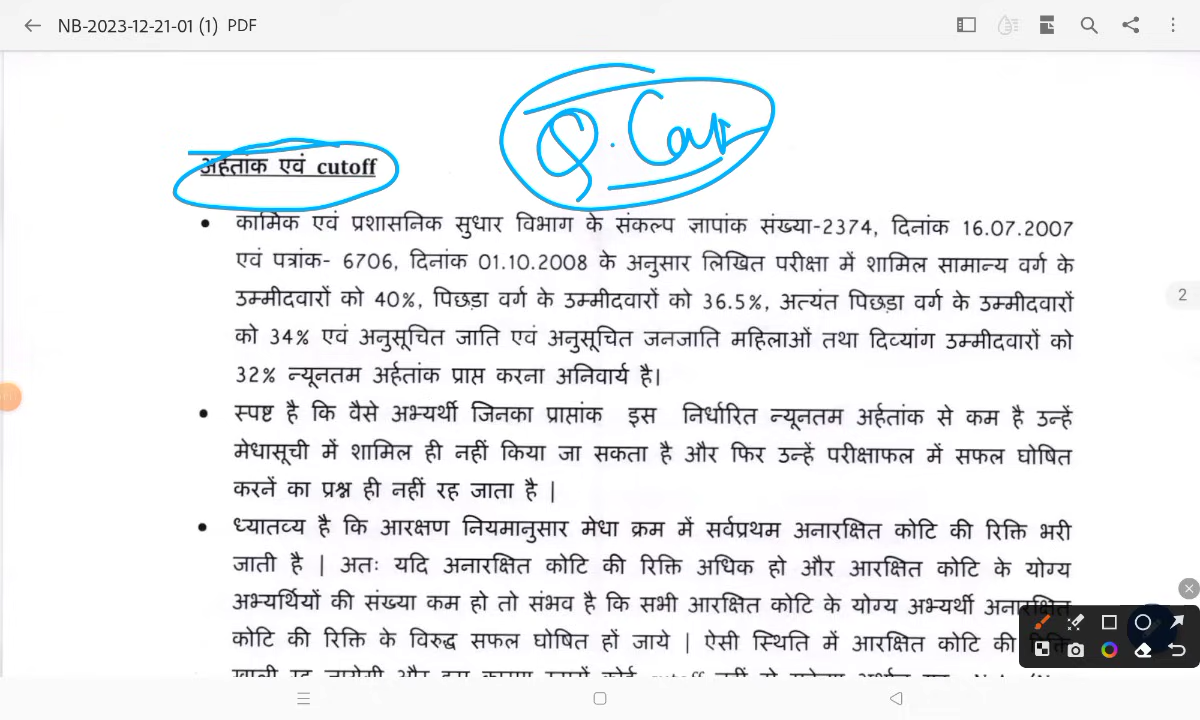 NB-2023-12-21-01 (1) PDF
अर्हतांक एवं cutoff
कार्मिक एवं प्रशासनिक सुधार विभाग के संकल्प ज्ञापांक संख्या-2374, दिनांक 16.07.2007
एवं पत्रांक- 6706, दिनांक 01.10.2008 के अनुसार लिखित परीक्षा में शामिल सामान्य वर्ग के
उम्मीदवारों को 40%, पिछड़ा वर्ग के उम्मीदवारों को 36.5%, अत्यंत पिछड़ा वर्ग के उम्मीदवारों
को 34% एवं अनुसूचित जाति एवं अनुसूचित जनजाति महिलाओं तथा दिव्यांग उम्मीदवारों को
32% न्यूनतम अर्हतांक प्राप्त करना अनिवार्य है।
2
स्पष्ट है कि वैसे अभ्यर्थी जिनका प्राप्तांक इस निर्धारित न्यूनतम अर्हतांक से कम है उन्हें
मेधासूची में शामिल ही नहीं किया जा सकता है और फिर उन्हें परीक्षाफल में सफल घोषित
करनें का प्रश्न ही नहीं रह जाता है |
ध्यातव्य है कि आरक्षण नियमानुसार मेधा क्रम में सर्वप्रथम अनारक्षित कोटि की रिक्ति भरी
जाती है | अतः यदि अनारक्षित कोटि की रिक्ति अधिक हो और आरक्षित कोटि के योग्य
अभ्यर्थियों की संख्या कम हो तो संभव है कि सभी आरक्षित कोटि के योग्य अभ्यर्थी अनारक्षित
कोटि की रिक्ति के विरुद्ध सफल घोषित हों जाये | ऐसी स्थिति में आरक्षित कोटि की रिक्ति